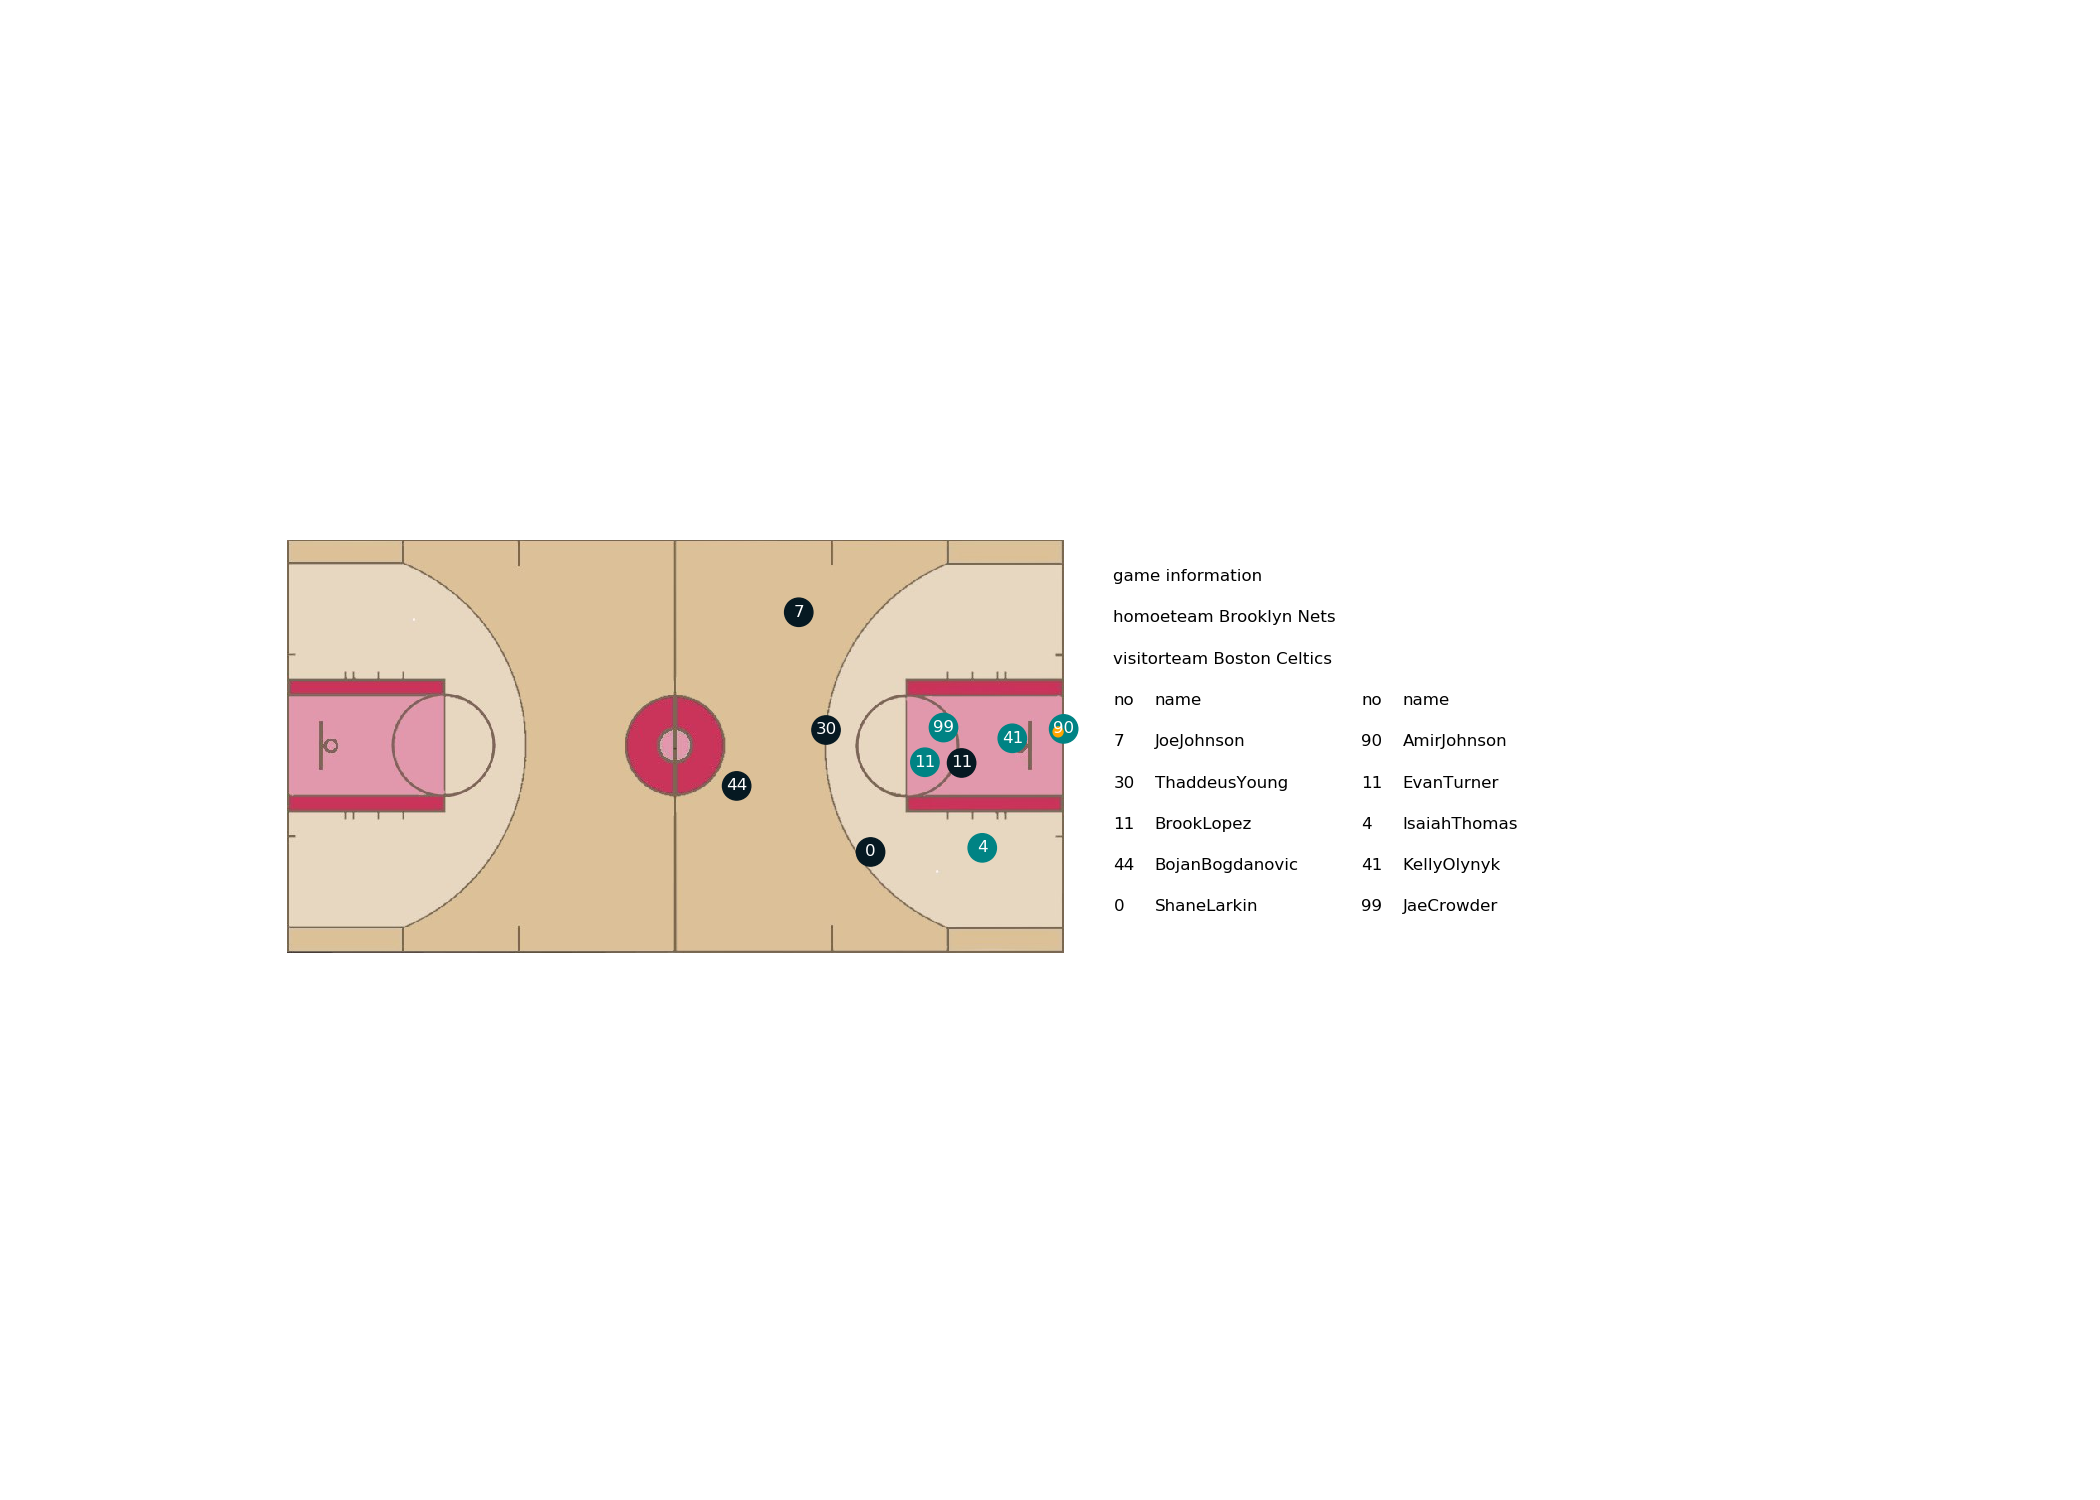 game information
homoeteam Brooklyn Nets
visitorteam Boston Celtics
no name no name
7 JoeJohnson 90 AmirJohnson
30 ThaddeusYoung 11 EvanTurner
11 BrookLopez 4 IsaiahThomas
44 BojanBogdanovic 41 KellyOlynyk
0 ShaneLarkin 99 JaeCrowder
7
30 99 41 90
11 11
44
0 4